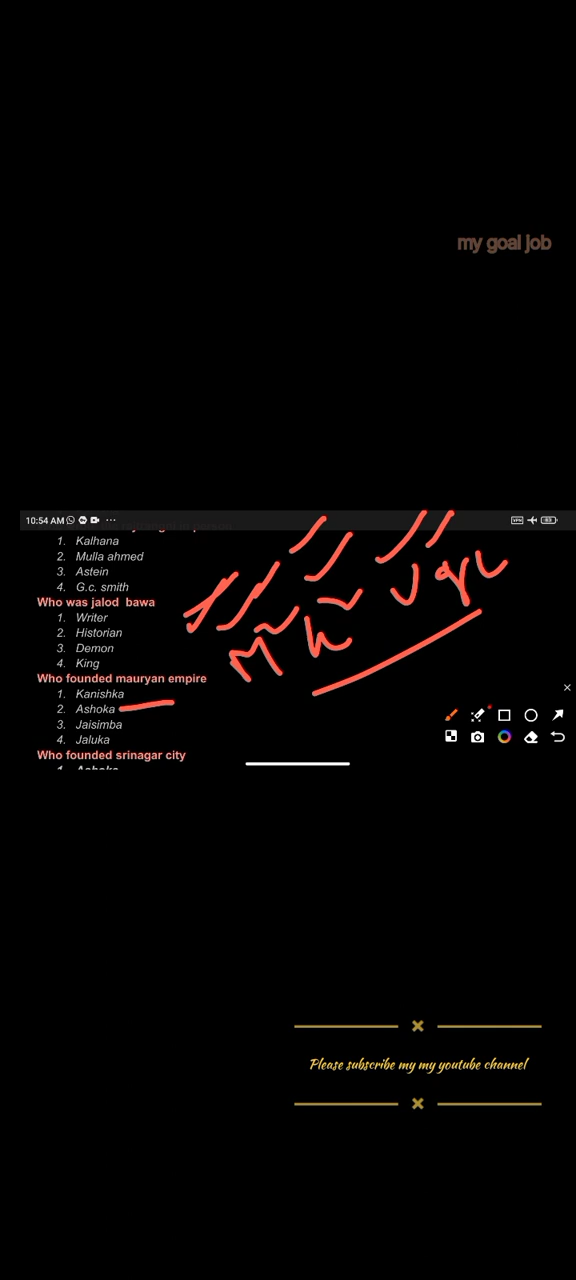 my goal job
10:54 AM
1. Kalhana
2. Mulla ahmed
3. Astein
4. G.c. smith
Who was jalod bawa
1. Writer
2. Historian
3. Demon
4. King
Who founded mauryan empire
1. Kanishka
2. Ashoka
3. Jaisimba
4. Jaluka
Who founded srinagar city
1. Ashoka
Please subscribe my my youtube channel